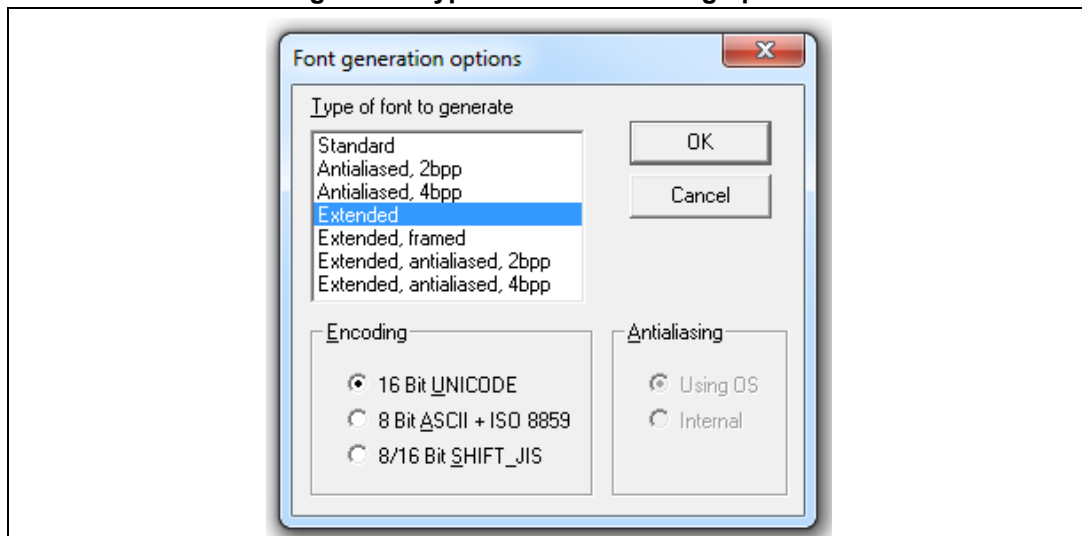 Font generation options
Type of font to generate
Standard
Antialiased, 2bpp
Antialiased, 4bpp
Extended
Extended, framed
Extended, antialiased, 2bpp
Extended, antialiased, 4bpp
OK
Cancel
Encoding
16 Bit UNICODE
8 Bit ASCII + ISO 8859
8/16 Bit SHIFT_JIS
Antialiasing
Using OS
Internal